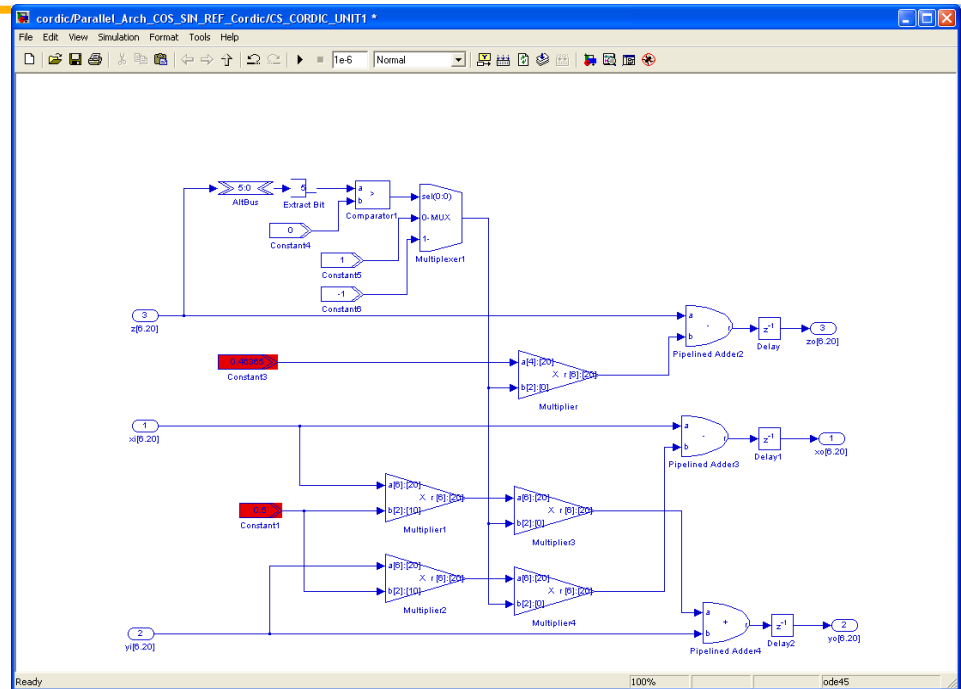 cordic/Parallel_Arch_COS_SIN_REF_Cordic/CS_CORDIC_UNIT1 *
File Edit View Simulation Format Tools Help
1e-6 Normal
5:0
AltBus
5
Extract Bit
a
b
>
Comparator1
sel(0:0)
0- MUX
1-
Multiplexer1
0
Constant4
1
Constant5
-1
Constant6
3
z[6.20]
a
b
-
r
Pipelined Adder2
z-1
Delay
3
zo[6.20]
Constant3
a[4]:[20]
X r [6]:[20]
b[2]:[0]
Multiplier
1
xi[6.20]
a
b
-
r
Pipelined Adder3
z-1
Delay1
1
xo[6.20]
Constant1
a[6]:[20]
X r [6]:[20]
b[2]:[10]
Multiplier1
a[6]:[20]
X r [6]:[20]
b[2]:[0]
Multiplier3
a[6]:[20]
X r [6]:[20]
b[2]:[10]
Multiplier2
a[6]:[20]
X r [6]:[20]
b[2]:[0]
Multiplier4
2
yi[6.20]
a
b
+
r
Pipelined Adder4
z-1
Delay2
2
yo[6.20]
Ready 100% ode45